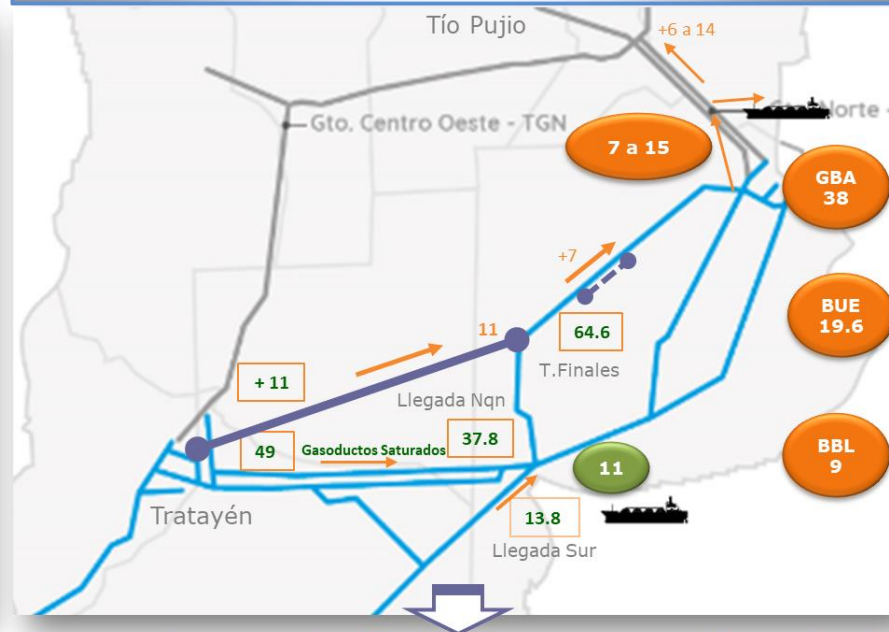 Tío Pujio
+6 a 14
Gto. Centro Oeste - TGN
Norte -
7 a 15
GBA
38
+7
BUE
19.6
11
64.6
T.Finales
+ 11
Llegada Nqn
49
Gasoductos Saturados
37.8
11
BBL
9
Tratayén
13.8
Llegada Sur